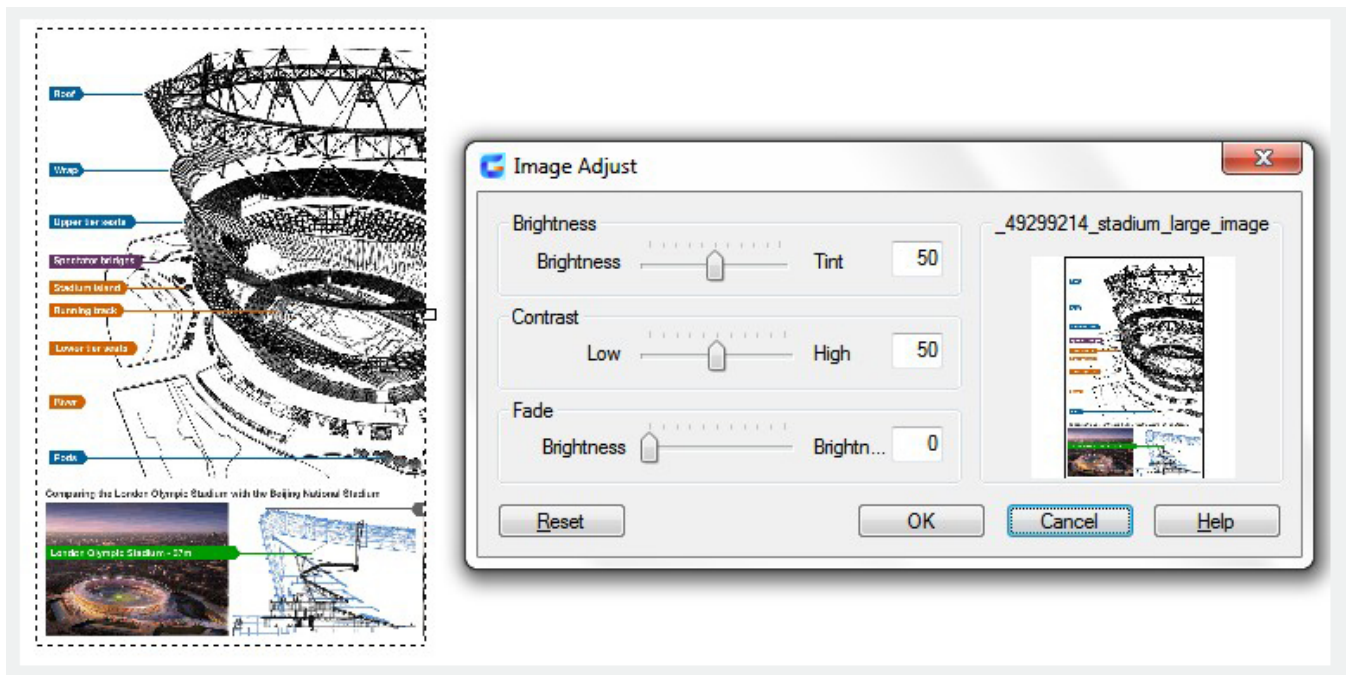 Roof
Wrap
Upper tier seats
Spectator bridges
Stadium island
Running track
Lower tier seats
River
Pods
Comparing the London Olympic Stadium with the Beijing National Stadium
London Olympic Stadium - 67m
Image Adjust
Brightness
Brightness
Tint
50
Contrast
Low
High
50
Fade
Brightness
Brightn...
0
_49299214_stadium_large_image
Reset
OK
Cancel
Help